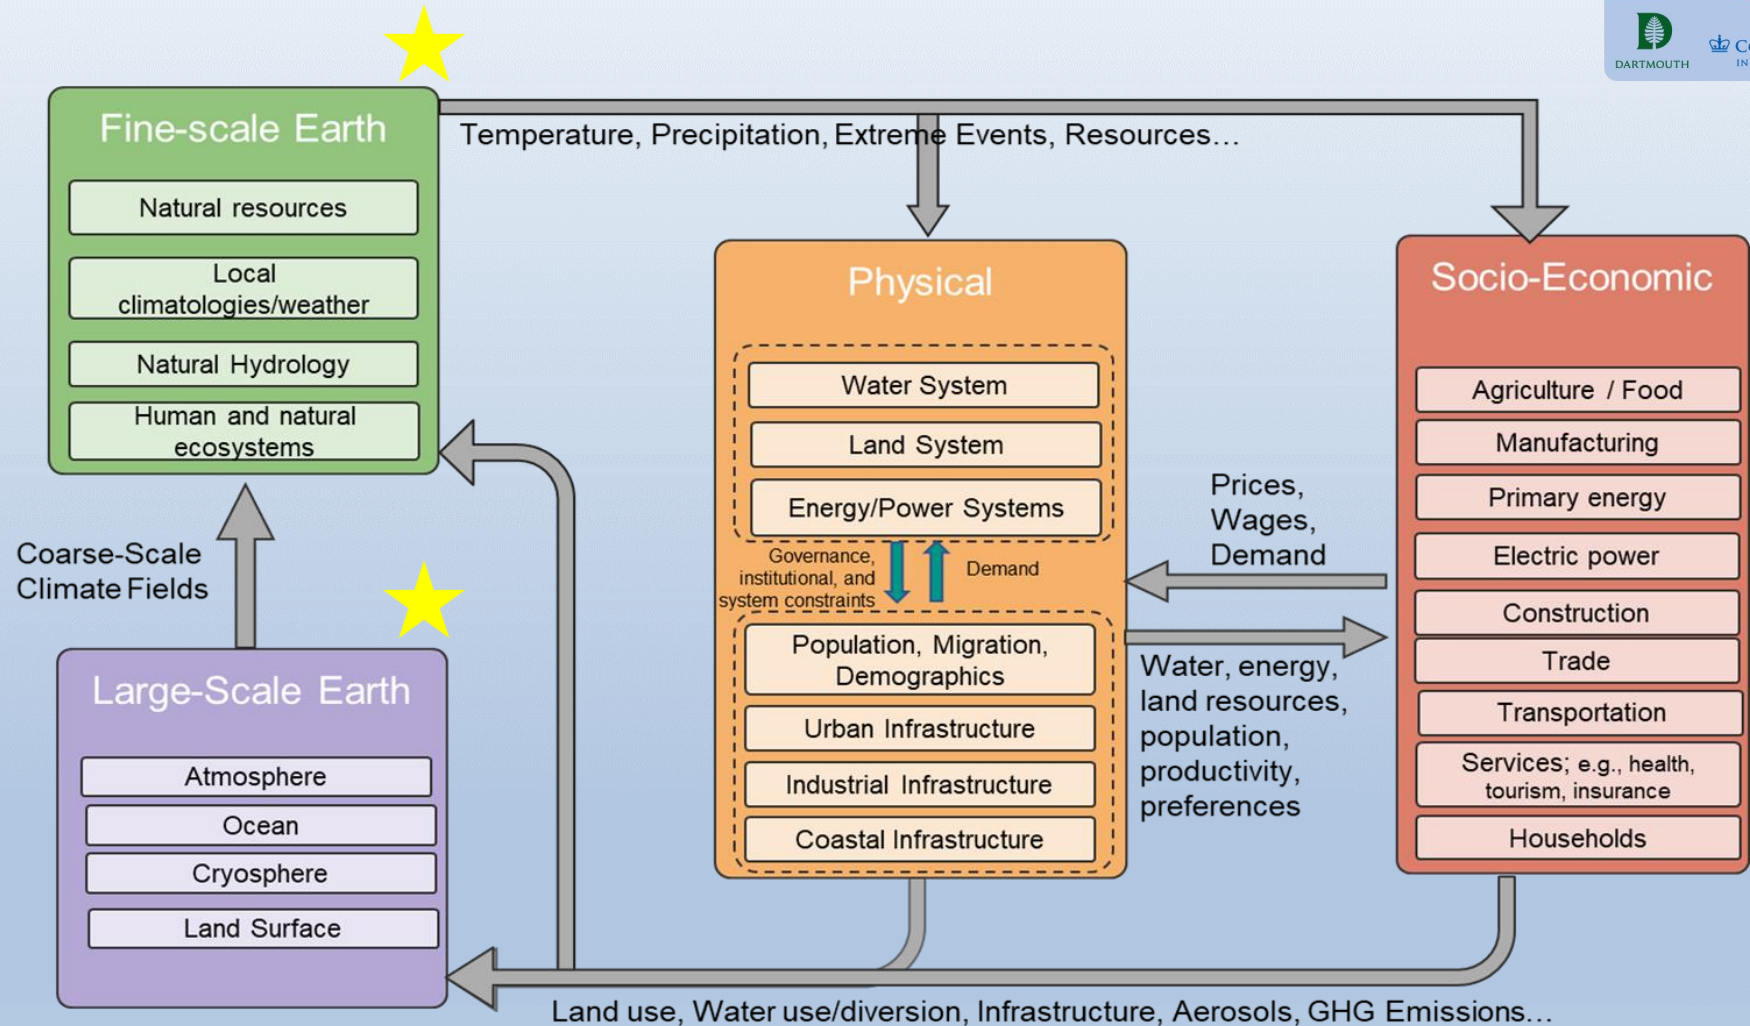 DARTMOUTH
Fine-scale Earth
Natural resources
Local
climatologies/weather
Natural Hydrology
Human and natural
ecosystems
Temperature, Precipitation, Extreme Events, Resources...
Coarse-Scale
Climate Fields
Large-Scale Earth
Atmosphere
Ocean
Cryosphere
Land Surface
Physical
Water System
Land System
Energy/Power Systems
Governance,
institutional, and
system constraints
Demand
Population, Migration,
Demographics
Urban Infrastructure
Industrial Infrastructure
Coastal Infrastructure
Prices,
Wages,
Demand
Water, energy,
land resources,
population,
productivity,
preferences
Socio-Economic
Agriculture / Food
Manufacturing
Primary energy
Electric power
Construction
Trade
Transportation
Services; e.g., health,
tourism, insurance
Households
Land use, Water use/diversion, Infrastructure, Aerosols, GHG Emissions...